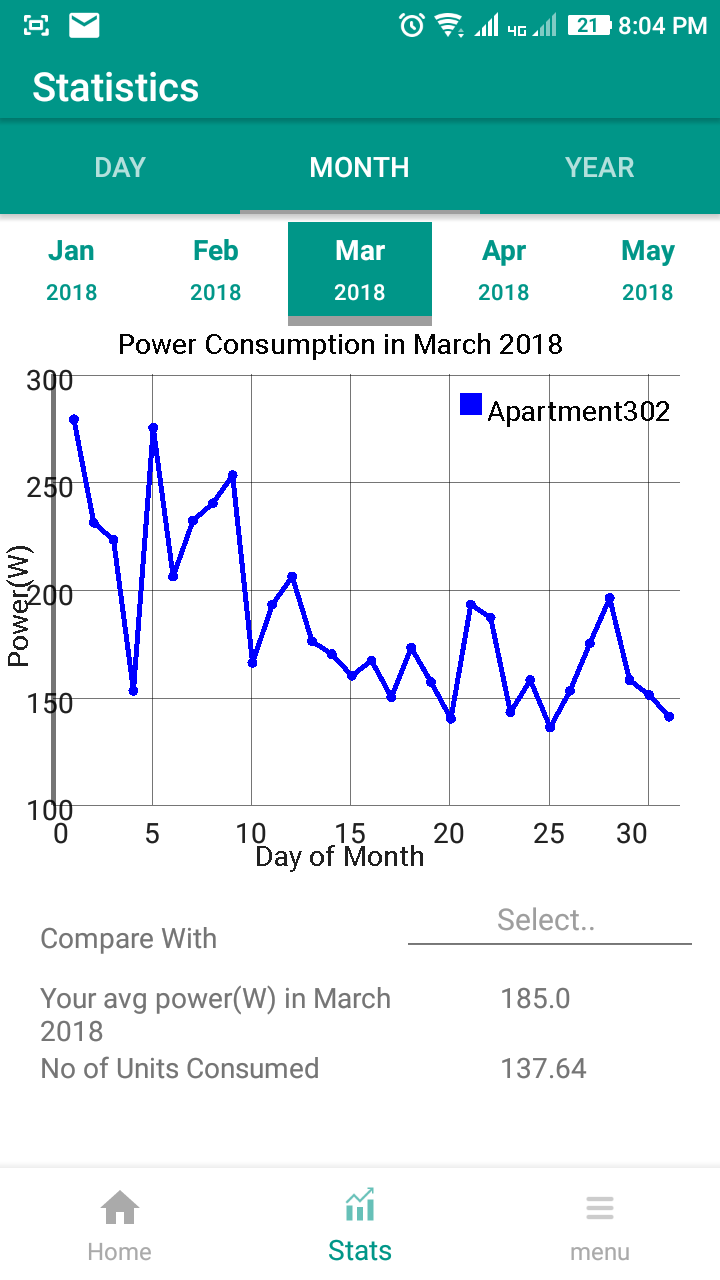 4G 21 8:04 PM
Statistics
DAY MONTH YEAR
Jan Feb Mar Apr May
2018 2018 2018 2018 2018
Power Consumption in March 2018
300
Apartment302
250
200
150
100
Power(W)
0 5 10 15 20 25 30
Day of Month
Compare With Select..
Your avg power(W) in March 185.0
2018
No of Units Consumed 137.64
Home Stats menu